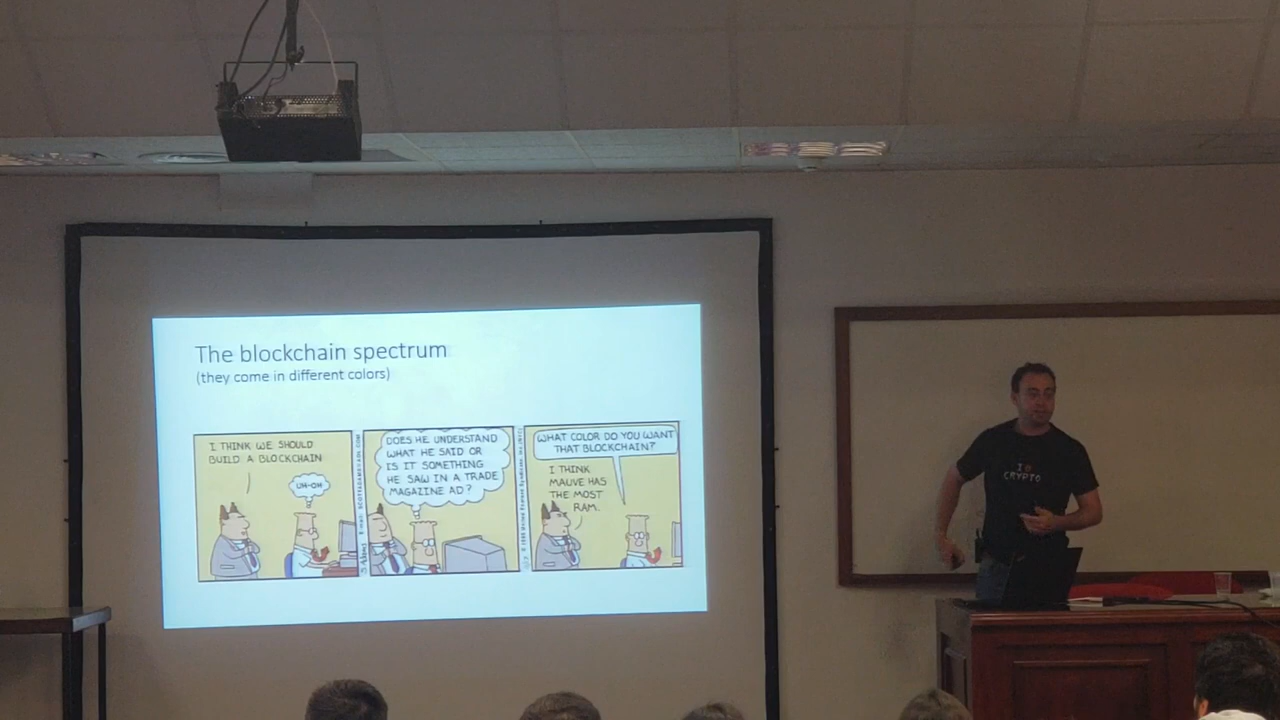 The blockchain spectrum
(they come in different colors)
I THINK WE SHOULD
BUILD A BLOCKCHAIN
UH-OH
DOES HE UNDERSTAND
WHAT HE SAID OR
IS IT SOMETHING
HE SAW IN A TRADE
MAGAZINE AD?
WHAT COLOR DO YOU WANT
THAT BLOCKCHAIN?
I THINK
MAUVE HAS
THE MOST
RAM.
I
CRYPTO